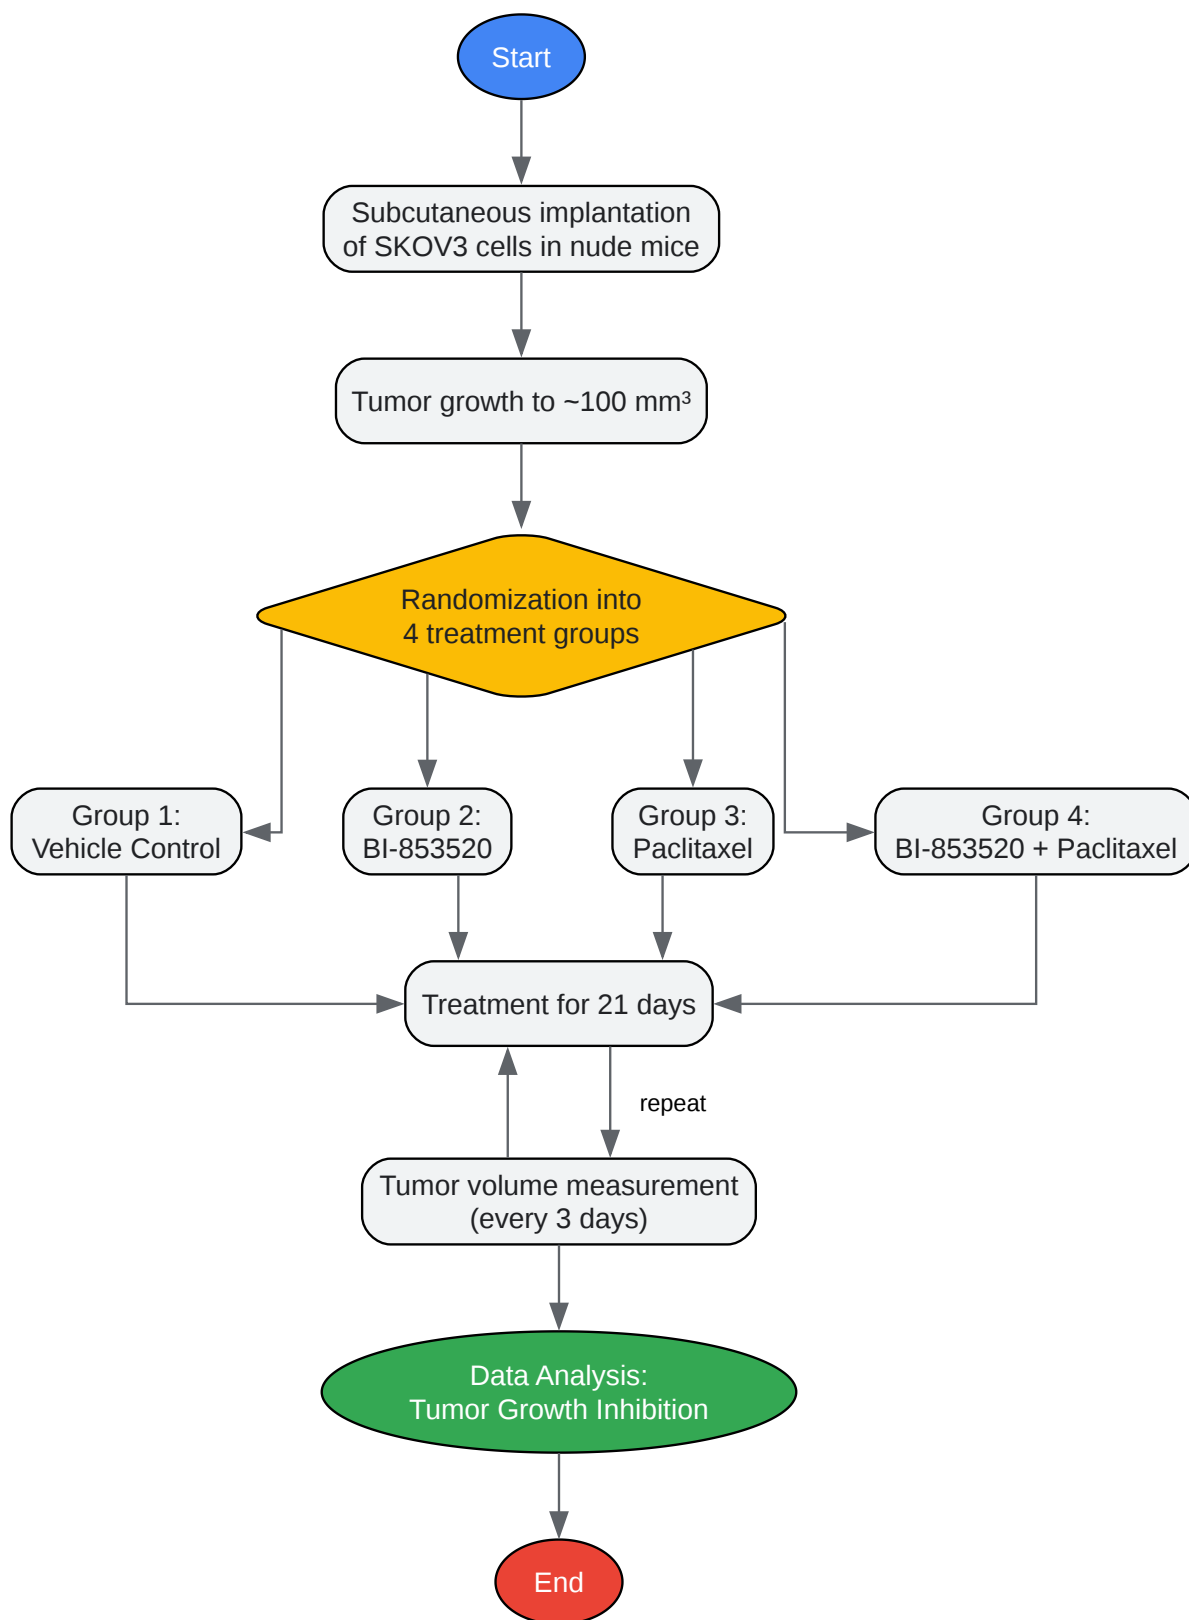 Start
Subcutaneous implantation
of SKOV3 cells in nude mice
Tumor growth to ~100 mm³
Randomization into
4 treatment groups
Group 1:
Vehicle Control
Group 2:
BI-853520
Group 3:
Paclitaxel
Group 4:
BI-853520 + Paclitaxel
Treatment for 21 days
repeat
Tumor volume measurement
(every 3 days)
Data Analysis:
Tumor Growth Inhibition
End